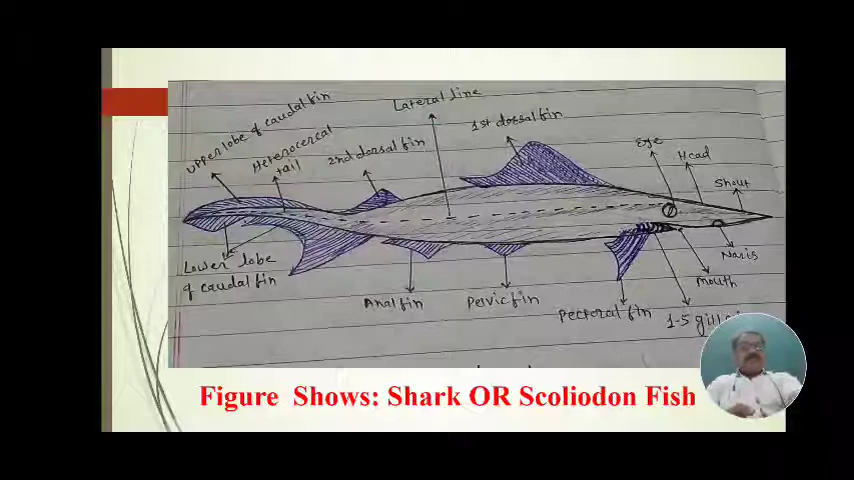 upper lobe of caudal fin
Heterocercal
tail
2nd dorsal fin
Lateral line
1st dorsal fin
Eye
Head
Shout
Lower lobe
of caudal fin
Anal fin
Pelvic fin
Pectoral fin
1-5 gill
Mouth
Naris
Figure Shows: Shark OR Scoliodon Fish